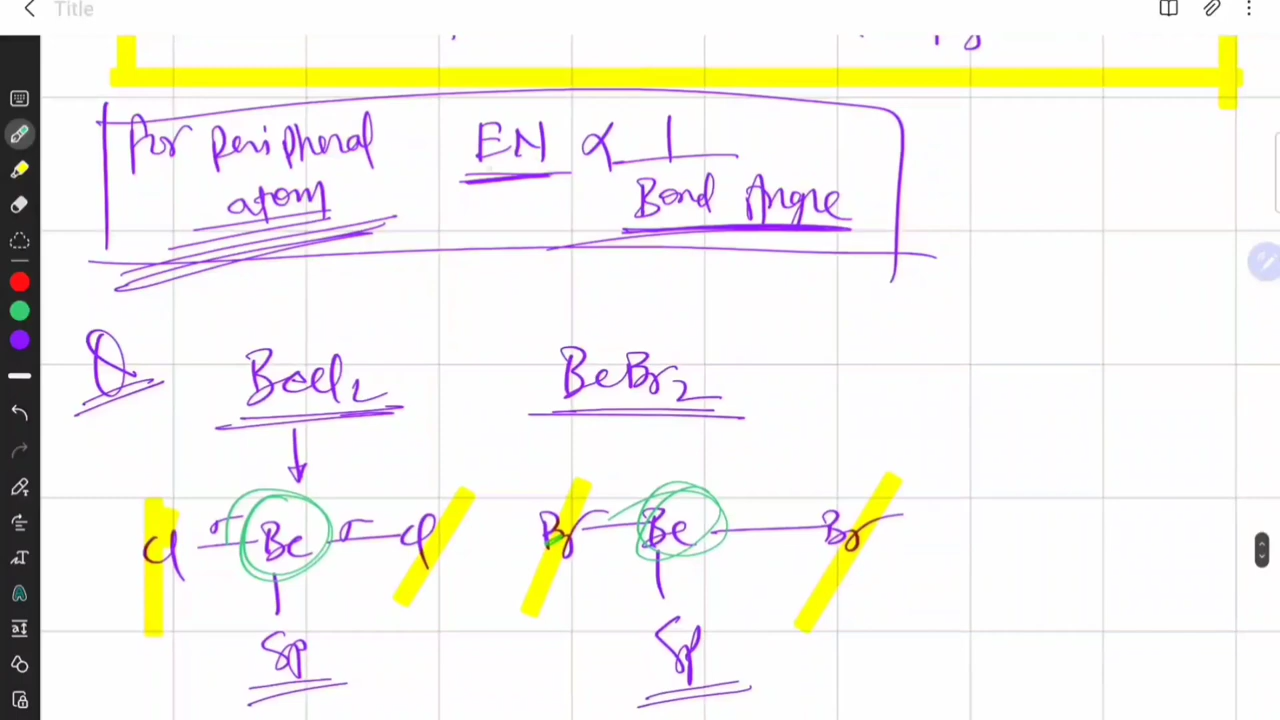 Title
For Peripheral atom EN ∝ 1 / Bond Angle
Q BeCl2 BeBr2
Cl σ Be σ Cl Br Be Br
Sp Sp